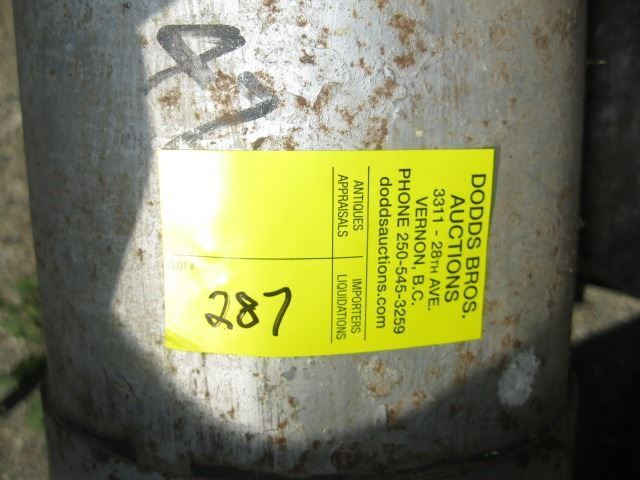 DODDS BROS.
AUCTIONS
3311 - 28TH AVE.
VERNON, B.C.
PHONE 250-545-3259
doddsauctions.com
ANTIQUES IMPORTERS
APPRAISALS LIQUIDATIONS
LOT #
287